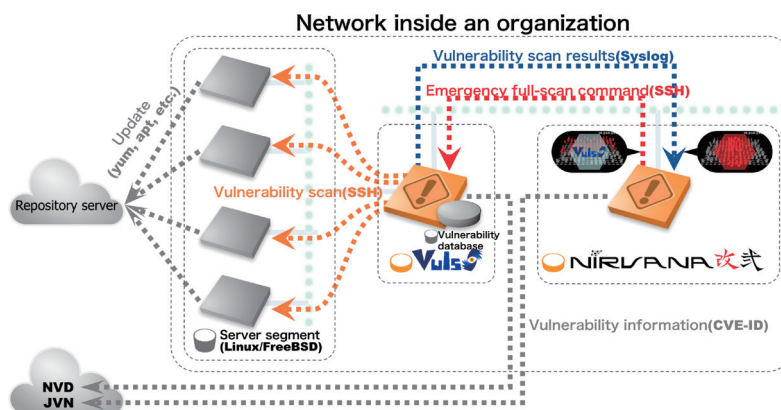 Network inside an organization
Vulnerability scan results(Syslog)
Emergency full-scan command(SSH)
Update
(yum, apt, etc.)
Vuls
Repository server
Vulnerability scan(SSH)
Vulnerability
database
Vuls
NIRVANA改弐
Server segment
(Linux/FreeBSD)
Vulnerability information(CVE-ID)
NVD
JVN